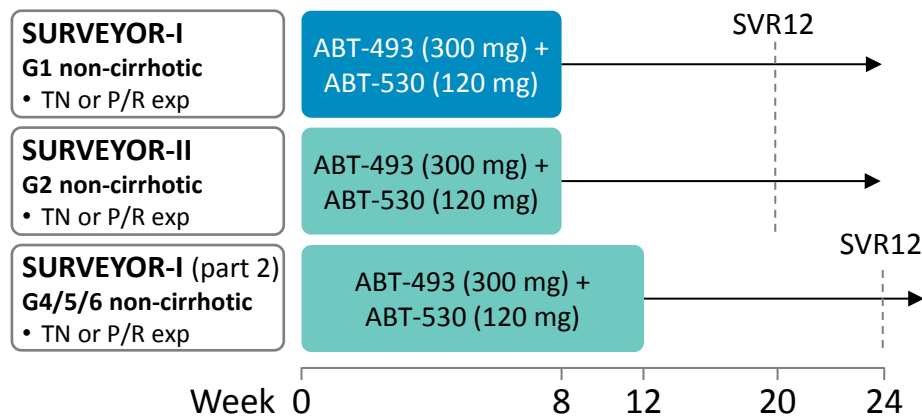 SURVEYOR-I
G1 non-cirrhotic
• TN or P/R exp
ABT-493 (300 mg) +
ABT-530 (120 mg)
SVR12
SURVEYOR-II
G2 non-cirrhotic
• TN or P/R exp
ABT-493 (300 mg) +
ABT-530 (120 mg)
SURVEYOR-I (part 2)
G4/5/6 non-cirrhotic
• TN or P/R exp
ABT-493 (300 mg) +
ABT-530 (120 mg)
SVR12
Week 0 8 12 20 24